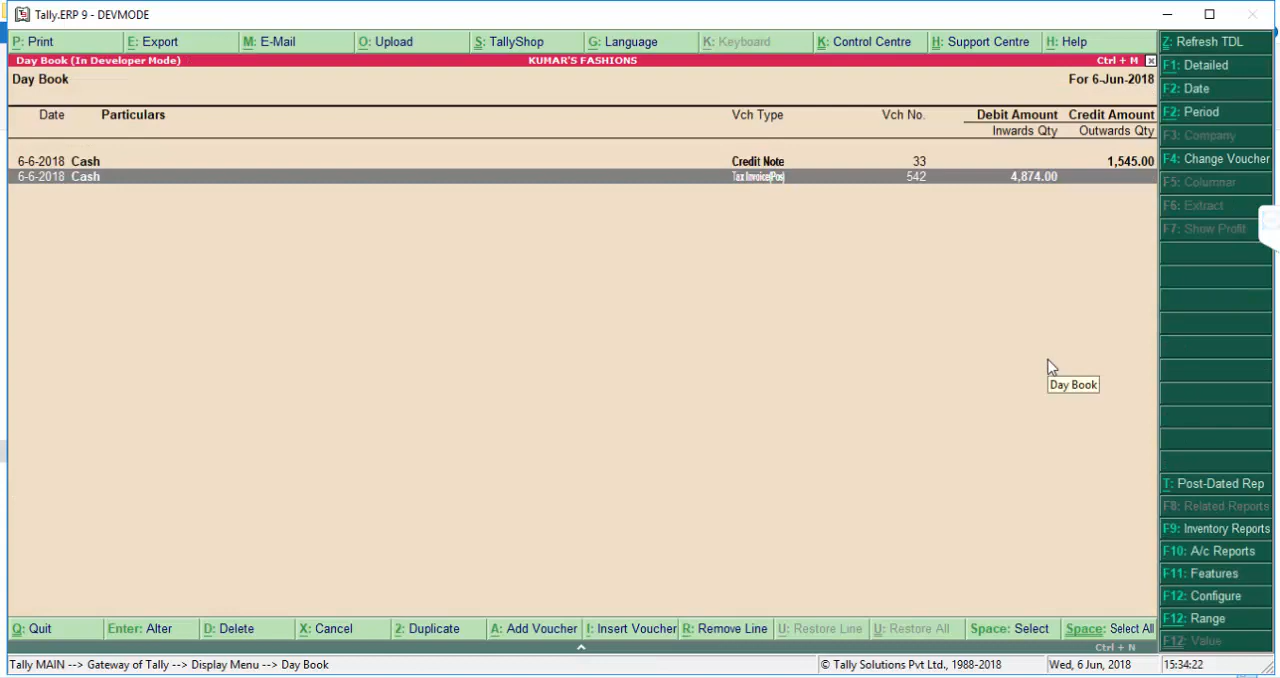 Tally.ERP 9 - DEVMODE
P: Print E: Export M: E-Mail O: Upload S: TallyShop G: Language K: Keyboard K: Control Centre H: Support Centre H: Help
Day Book (In Developer Mode) KUMAR'S FASHIONS Ctrl + M
Day Book For 6-Jun-2018
Date Particulars Vch Type Vch No. Debit Amount Credit Amount
Inwards Qty Outwards Qty
6-6-2018 Cash Credit Note 33 1,545.00
6-6-2018 Cash Tax Invoice(Pos) 542 4,874.00
Day Book
Z: Refresh TDL
F1: Detailed
F2: Date
F2: Period
F3: Company
F4: Change Voucher
F5: Columnar
F6: Extract
F7: Show Profit
T: Post-Dated Rep
F8: Related Reports
F9: Inventory Reports
F10: A/c Reports
F11: Features
F12: Configure
F12: Range
F12: Value
Q: Quit Enter: Alter D: Delete X: Cancel 2: Duplicate A: Add Voucher I: Insert Voucher R: Remove Line U: Restore Line U: Restore All Space: Select Space: Select All
Ctrl + N
Tally MAIN --> Gateway of Tally --> Display Menu --> Day Book © Tally Solutions Pvt Ltd., 1988-2018 Wed, 6 Jun, 2018 15:34:22